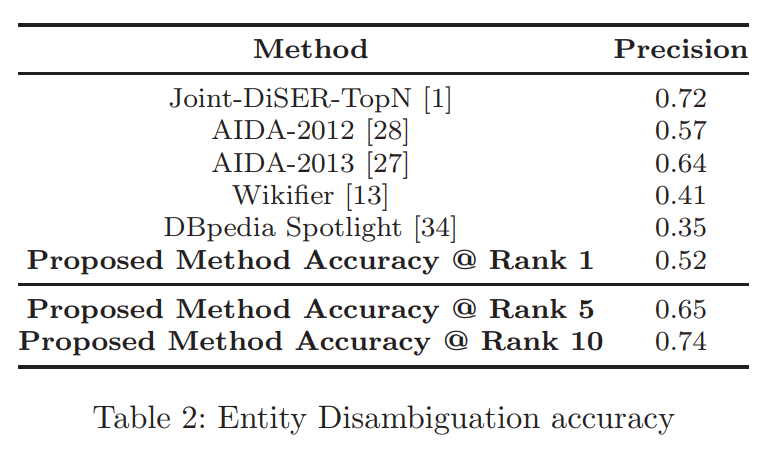 Method Precision
Joint-DiSER-TopN [1] 0.72
AIDA-2012 [28] 0.57
AIDA-2013 [27] 0.64
Wikifier [13] 0.41
DBpedia Spotlight [34] 0.35
Proposed Method Accuracy @ Rank 1 0.52
Proposed Method Accuracy @ Rank 5 0.65
Proposed Method Accuracy @ Rank 10 0.74
Table 2: Entity Disambiguation accuracy